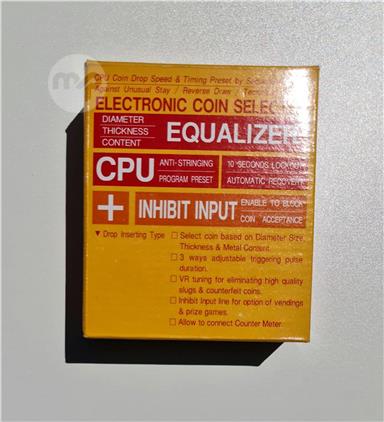 CPU Coin Drop Speed & Timing Preset by
Against Unusual Stay / Reverse Draw /
ELECTRONIC COIN SELEC
DIAMETER
THICKNESS
CONTENT
EQUALIZER
CPU
ANTI-STRINGING
PROGRAM PRESET
10 SECONDS LOCKOUT
AUTOMATIC RECOVERY
+
INHIBIT INPUT
ENABLE TO BLOCK
COIN ACCEPTANCE
▼ Drop Inserting Type
□ Select coin based on Diameter Size,
Thickness & Metal Content.
□ 3 ways adjustable triggering pulse
duration.
□ VR tuning for eliminating high quality
slugs & counterfeit coins.
□ Inhibit Input line for option of vendings
& prize games.
□ Allow to connect Counter Meter.